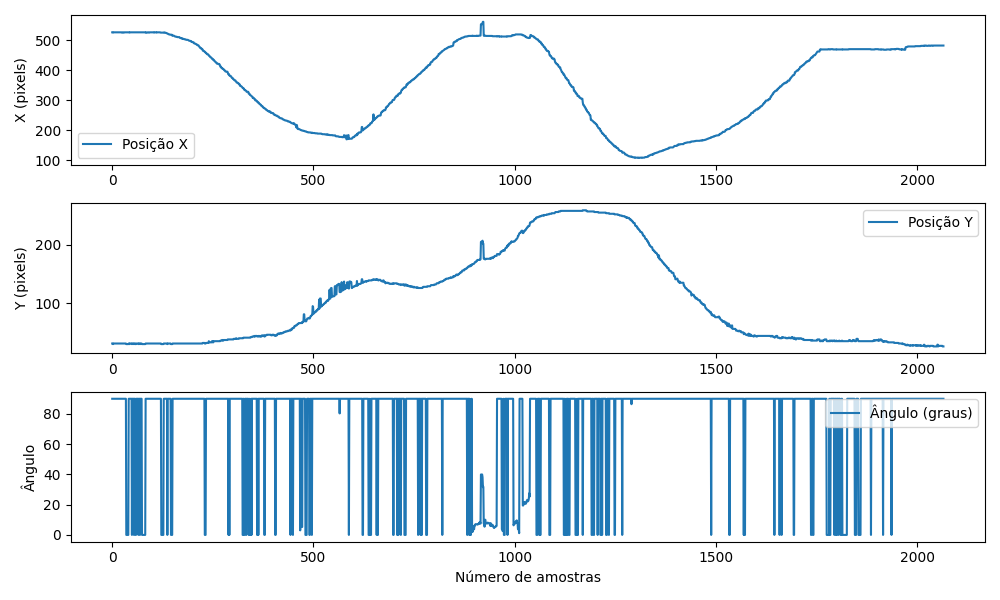 X (pixels)
500
400
300
200
100
Posição X
0 500 1000 1500 2000
Y (pixels)
200
100
Posição Y
0 500 1000 1500 2000
Ângulo
80
60
40
20
0
Ângulo (graus)
0 500 1000 1500 2000
Número de amostras